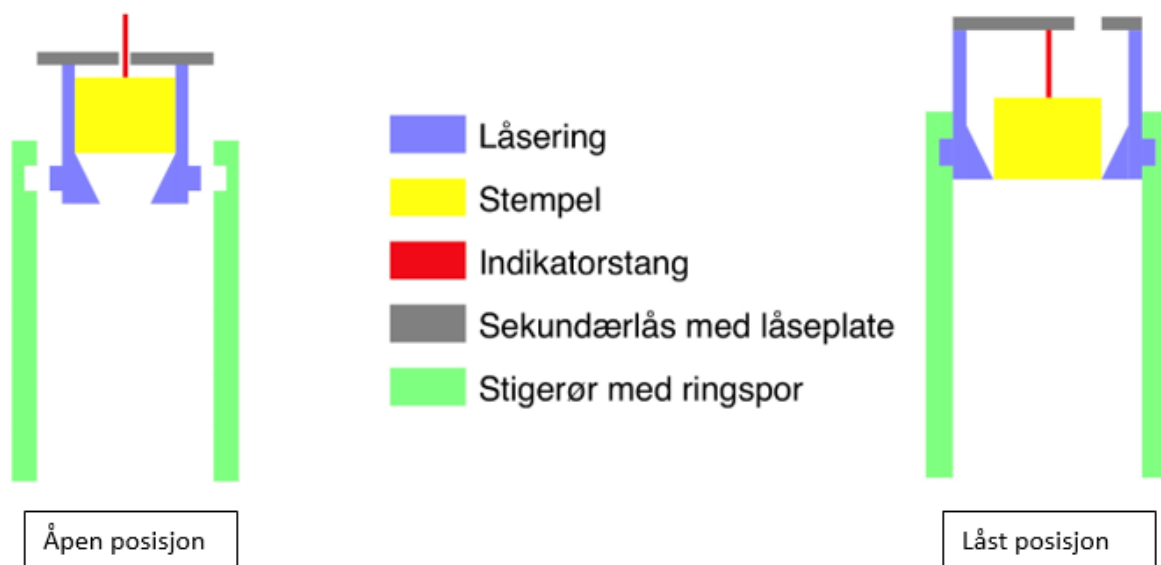 Låsering
Stempel
Indikatorstang
Sekundærlås med låseplate
Stigerør med ringspor
Åpen posisjon
Låst posisjon